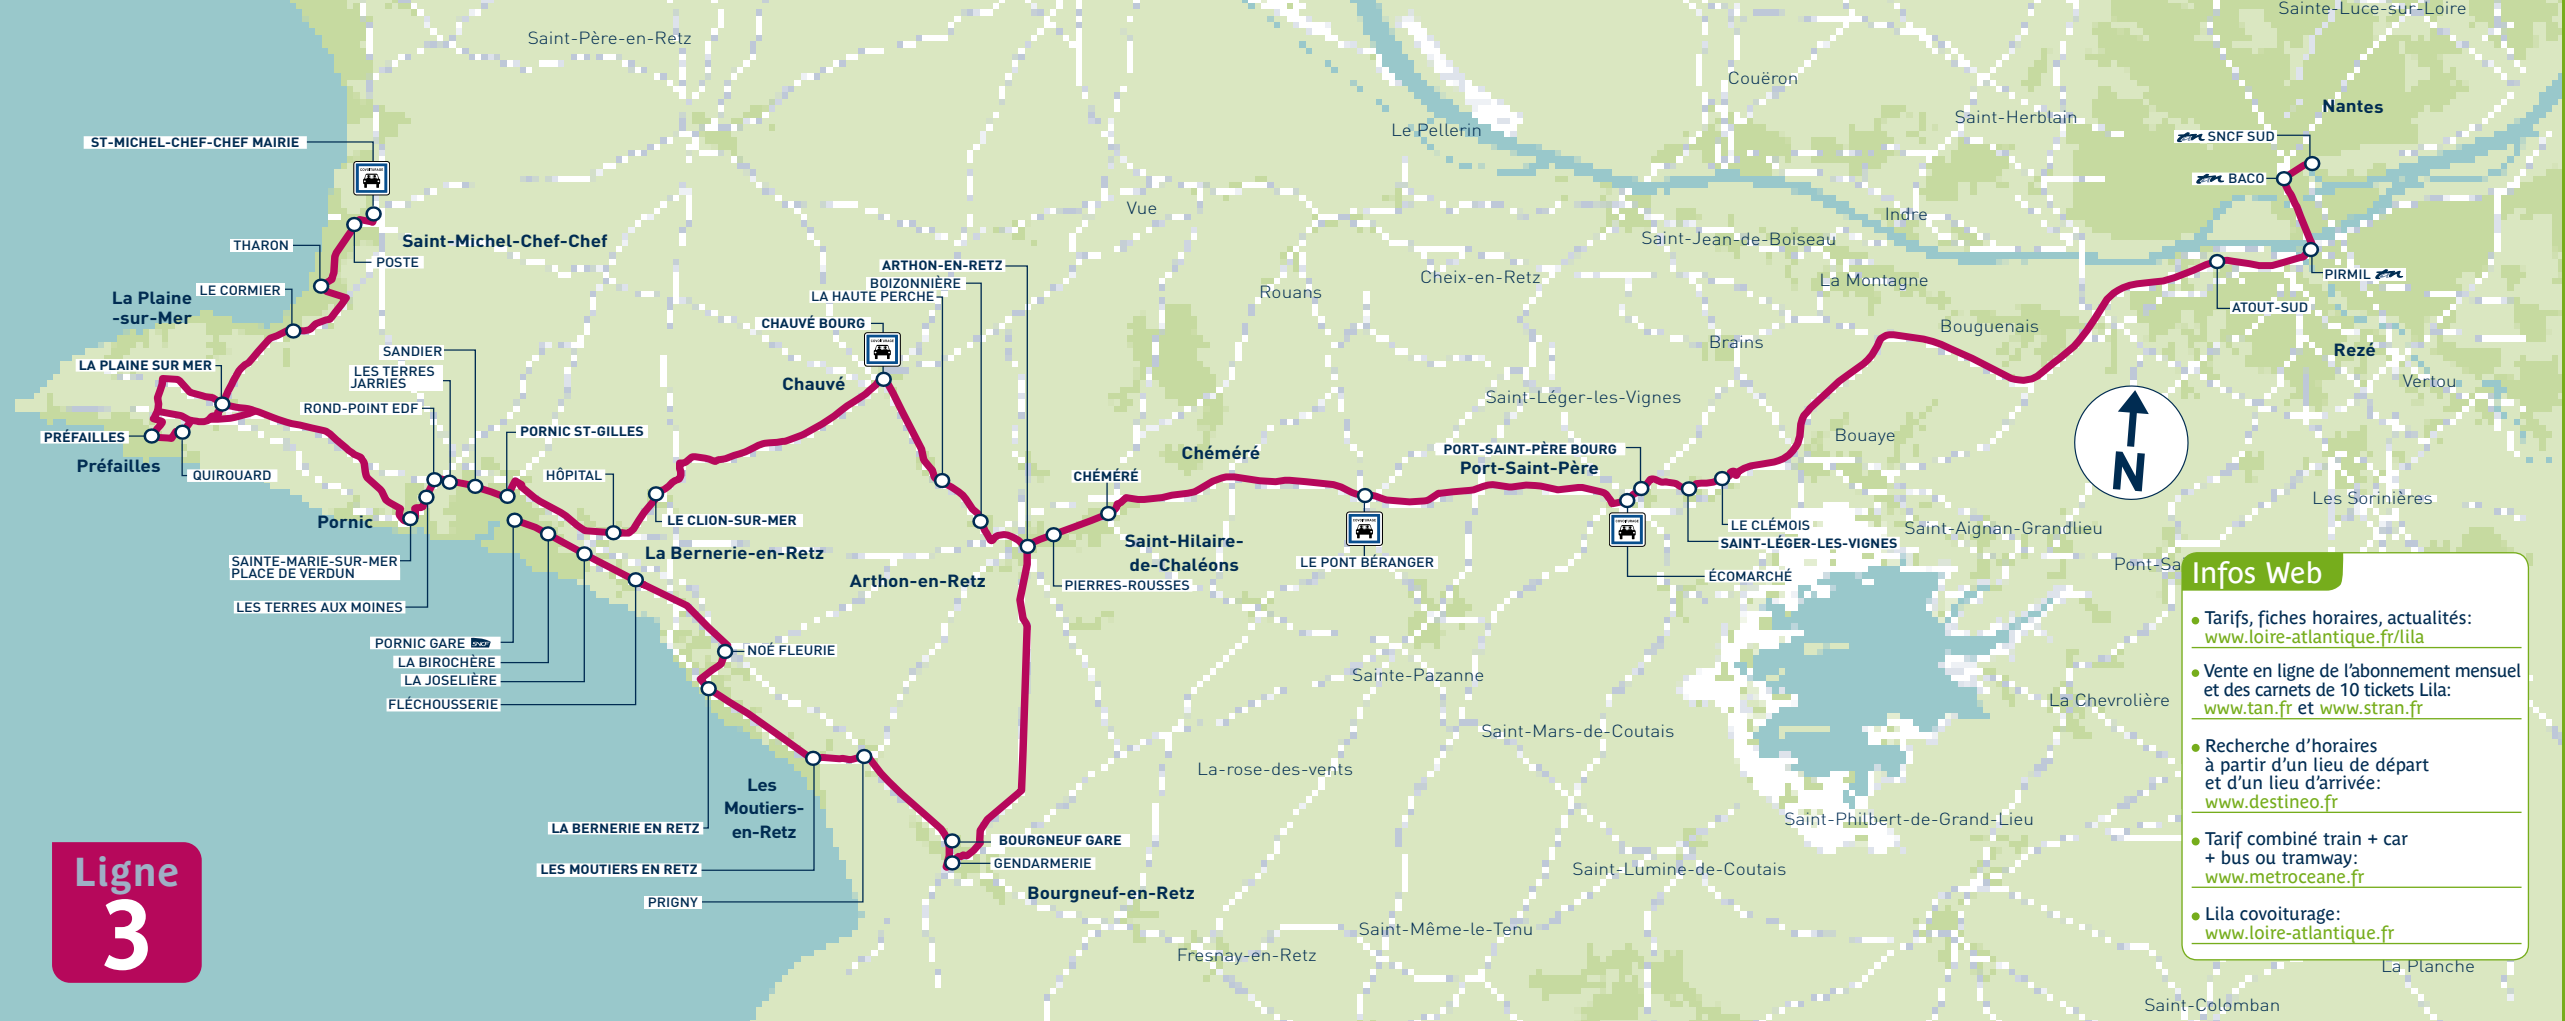 Sainte-Luce-sur-Loire
Saint-Père-en-Retz
Couëron
Nantes
Saint-Herblain
Le Pellerin
SNCF SUD
ST-MICHEL-CHEF-CHEF MAIRIE
COVOITURAGE
BACO
Vue
Indre
Saint-Michel-Chef-Chef
Saint-Jean-de-Boiseau
THARON
POSTE
ARTHON-EN-RETZ
BOIZONNIÈRE
LA HAUTE PERCHE
Cheix-en-Retz
La Montagne
PIRMIL
LE CORMIER
La Plaine
-sur-Mer
Rouans
ATOUT-SUD
CHAUVÉ BOURG
COVOITURAGE
Bouguenais
Brains
Rezé
SANDIER
LA PLAINE SUR MER
LES TERRES
JARRIES
Chauvé
Vertou
Saint-Léger-les-Vignes
ROND-POINT EDF
PORNIC ST-GILLES
PRÉFAILLES
Préfailles
QUIROUARD
HÔPITAL
Chéméré
CHÉMÉRÉ
PORT-SAINT-PÈRE BOURG
Port-Saint-Père
Bouaye
N
Les Sorinières
Pornic
LE CLION-SUR-MER
COVOITURAGE
COVOITURAGE
LE CLÉMOIS
Saint-Aignan-Grandlieu
SAINT-LÉGER-LES-VIGNES
La Bernerie-en-Retz
Saint-Hilaire-
de-Chaléons
LE PONT BÉRANGER
SAINTE-MARIE-SUR-MER
PLACE DE VERDUN
Arthon-en-Retz
PIERRES-ROUSSES
ÉCOMARCHÉ
Pont-Sa
LES TERRES AUX MOINES
PORNIC GARE SNCF
LA BIROCHÈRE
LA JOSELIÈRE
FLÉCHOUSSERIE
NOÉ FLEURIE
Sainte-Pazanne
La Chevrolière
Saint-Mars-de-Coutais
La-rose-des-vents
Les
Moutiers-
en-Retz
LA BERNERIE EN RETZ
Saint-Philbert-de-Grand-Lieu
BOURGNEUF GARE
GENDARMERIE
LES MOUTIERS EN RETZ
Saint-Lumine-de-Coutais
Bourgneuf-en-Retz
PRIGNY
Saint-Même-le-Tenu
Fresnay-en-Retz
La Planche
Saint-Colomban
Ligne
3
Infos Web
• Tarifs, fiches horaires, actualités:
www.loire-atlantique.fr/lila
• Vente en ligne de l'abonnement mensuel
et des carnets de 10 tickets Lila:
www.tan.fr et www.stran.fr
• Recherche d'horaires
à partir d'un lieu de départ
et d'un lieu d'arrivée:
www.destineo.fr
• Tarif combiné train + car
+ bus ou tramway:
www.metroceane.fr
• Lila covoiturage:
www.loire-atlantique.fr